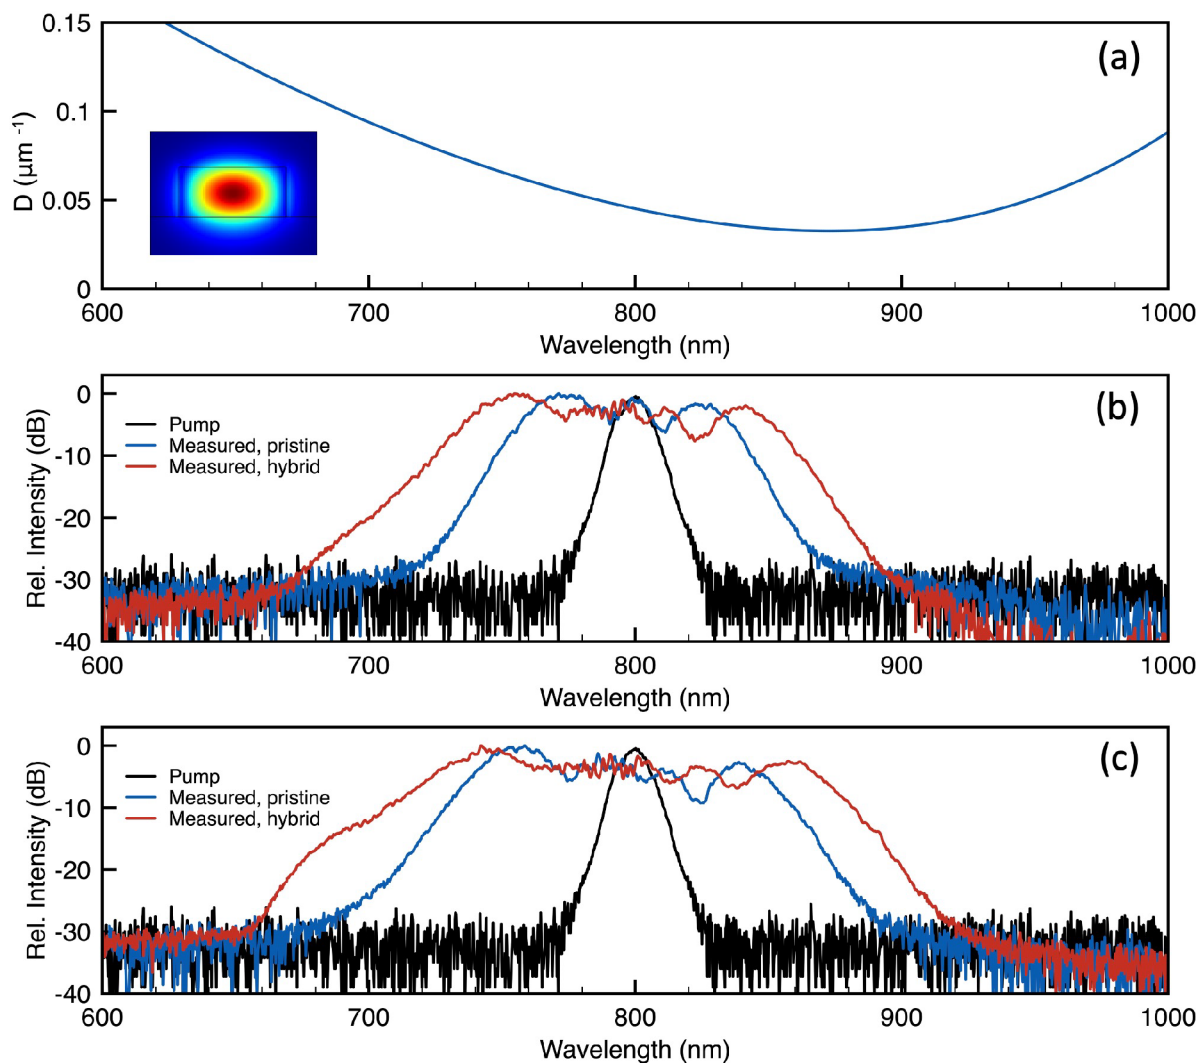 (a)
0.15
0.1
0.05
0
D (µm ⁻¹)
600 700 800 900 1000
Wavelength (nm)
(b)
0
-10
-20
-30
-40
Rel. Intensity (dB)
Pump
Measured, pristine
Measured, hybrid
600 700 800 900 1000
Wavelength (nm)
(c)
0
-10
-20
-30
-40
Rel. Intensity (dB)
Pump
Measured, pristine
Measured, hybrid
600 700 800 900 1000
Wavelength (nm)